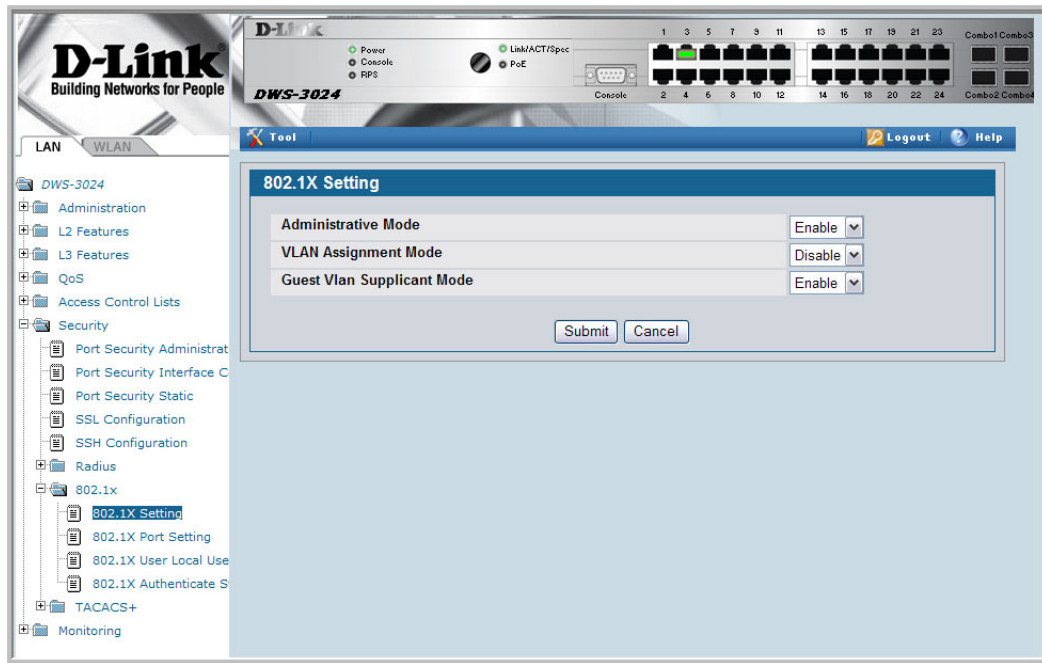 D-Link
Building Networks for People
D-Link
Power
Console
RPS
Link/ACT/Spec
PoE
DWS-3024
Console
1 3 5 7 9 11 13 15 17 19 21 23
2 4 6 8 10 12 14 16 18 20 22 24
Combo1 Combo3
Combo2 Combo4
LAN WLAN
Tool Logout Help
DWS-3024
Administration
L2 Features
L3 Features
QoS
Access Control Lists
Security
Port Security Administrat
Port Security Interface C
Port Security Static
SSL Configuration
SSH Configuration
Radius
802.1x
802.1X Setting
802.1X Port Setting
802.1X User Local Use
802.1X Authenticate S
TACACS+
Monitoring
802.1X Setting
Administrative Mode Enable
VLAN Assignment Mode Disable
Guest Vlan Supplicant Mode Enable
Submit Cancel